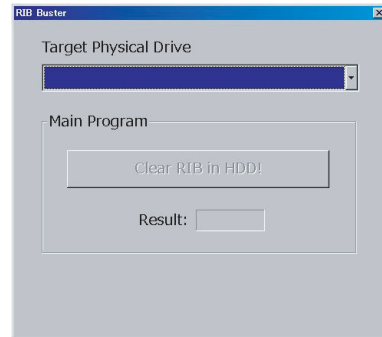 RIB Buster
Target Physical Drive
Main Program
Clear RIB in HDD!
Result: